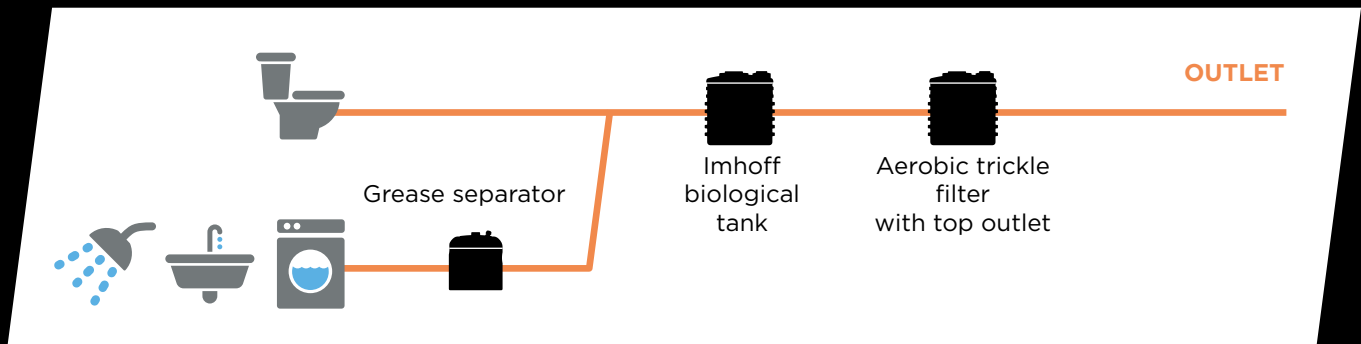 OUTLET
Imhoff
biological
tank
Aerobic trickle
filter
with top outlet
Grease separator